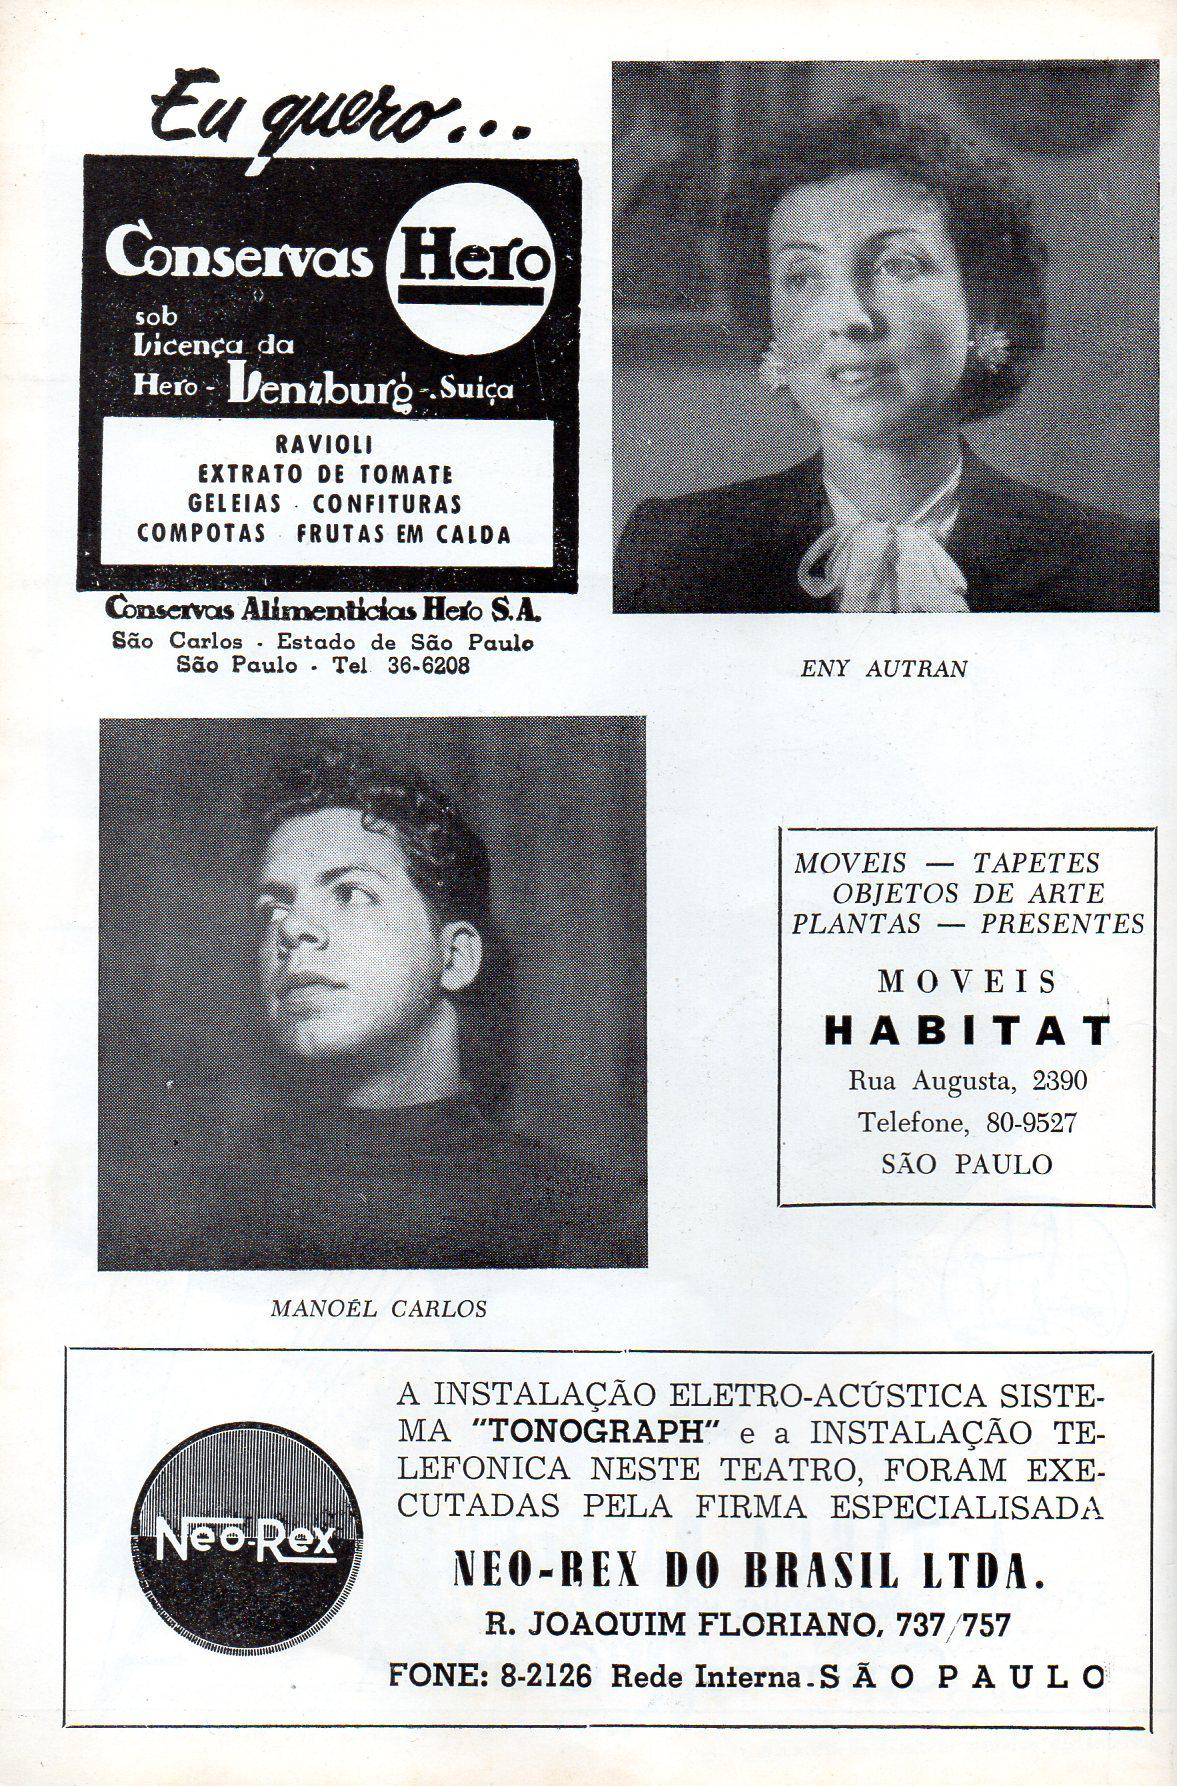 Eu quero...
Conservas Hero
sob
Licença da
Hero - Lenzburg - Suiça
RAVIOLI
EXTRATO DE TOMATE
GELEIAS · CONFITURAS
COMPOTAS · FRUTAS EM CALDA
Conservas Alimenticias Hero S.A.
São Carlos - Estado de São Paulo
São Paulo - Tel 36-6208
ENY AUTRAN
MANOÉL CARLOS
MOVEIS — TAPETES
OBJETOS DE ARTE
PLANTAS — PRESENTES
MOVEIS
HABITAT
Rua Augusta, 2390
Telefone, 80-9527
SÃO PAULO
Neo-Rex
A INSTALAÇÃO ELETRO-ACÚSTICA SISTE-
MA "TONOGRAPH" e a INSTALAÇÃO TE-
LEFONICA NESTE TEATRO, FORAM EXE-
CUTADAS PELA FIRMA ESPECIALISADA
NEO-REX DO BRASIL LTDA.
R. JOAQUIM FLORIANO, 737/757
FONE: 8-2126 Rede Interna - SÃO PAULO